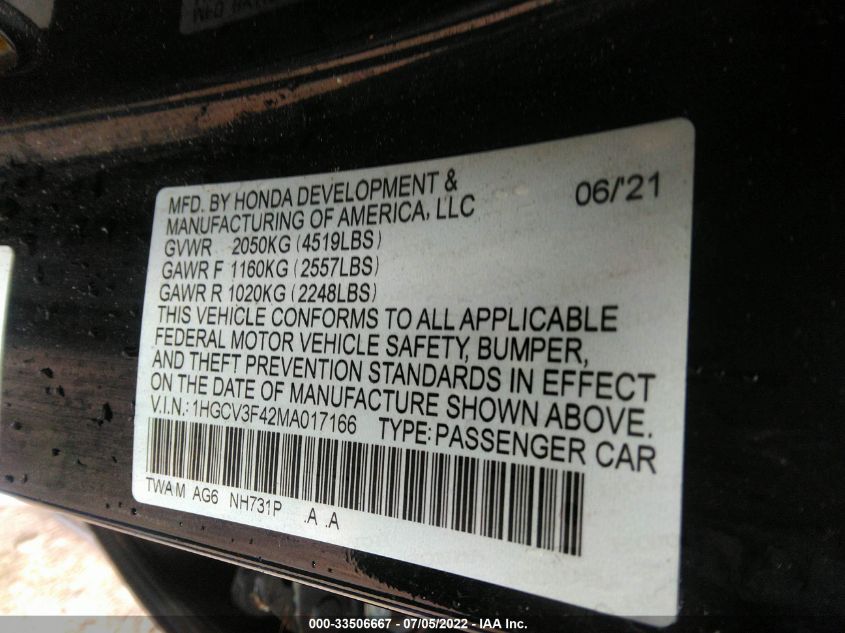 MFD. BY HONDA DEVELOPMENT & 06/'21
MANUFACTURING OF AMERICA, LLC
GVWR 2050KG (4519LBS)
GAWR F 1160KG (2557LBS)
GAWR R 1020KG (2248LBS)
THIS VEHICLE CONFORMS TO ALL APPLICABLE
FEDERAL MOTOR VEHICLE SAFETY, BUMPER,
AND THEFT PREVENTION STANDARDS IN EFFECT
ON THE DATE OF MANUFACTURE SHOWN ABOVE.
V.I.N.: 1HGCV3F42MA017166 TYPE: PASSENGER CAR
TWA M AG6 NH731P .A .A
000-33506667 - 07/05/2022 - IAA Inc.